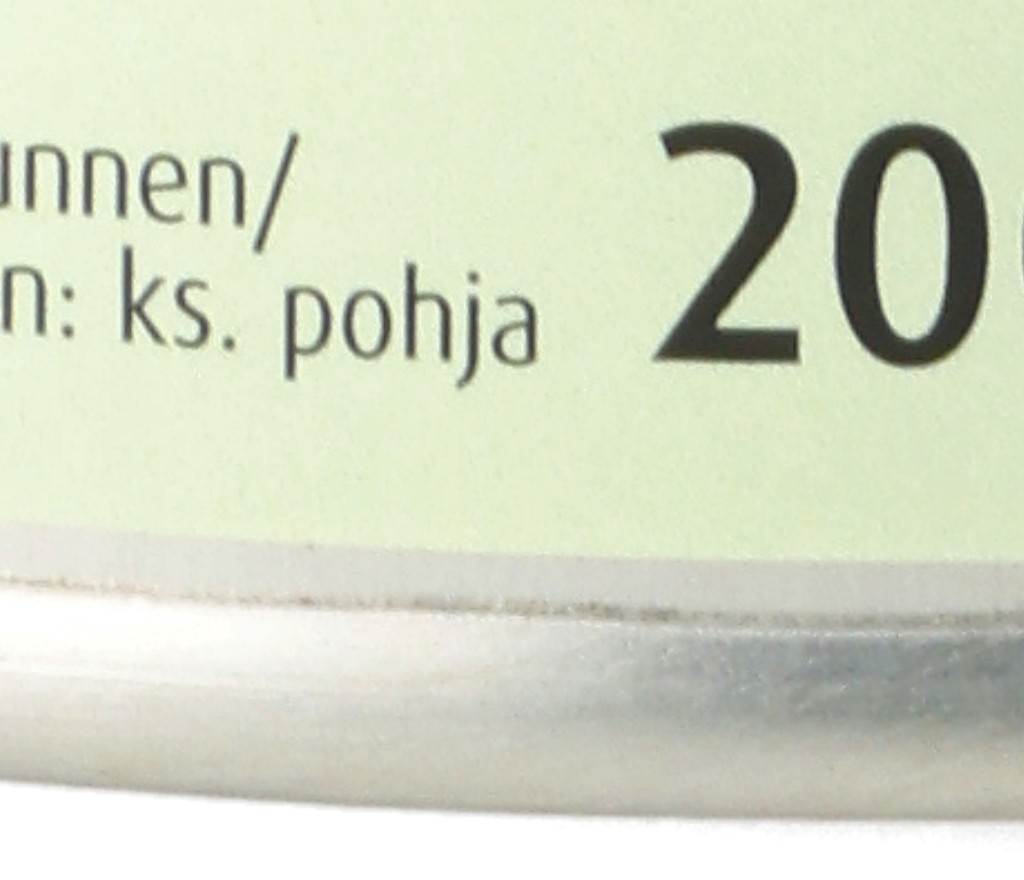 unnen/
n: ks. pohja
20